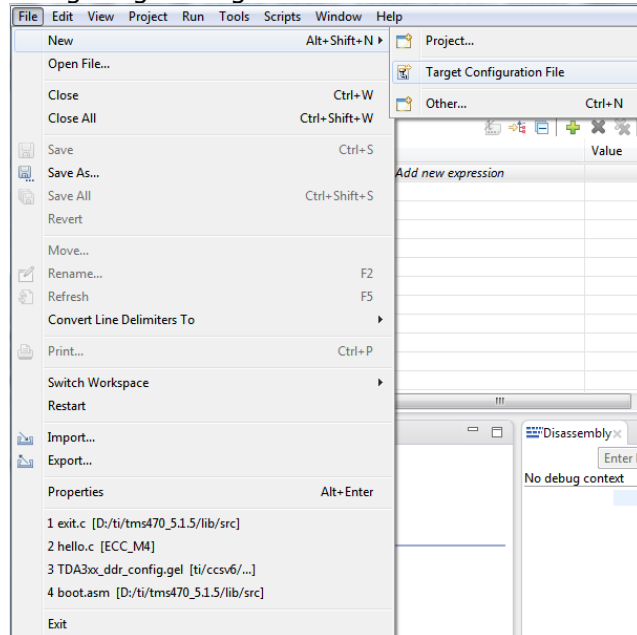 File Edit View Project Run Tools Scripts Window Help
New Alt+Shift+N
Open File...
Close Ctrl+W
Close All Ctrl+Shift+W
Save Ctrl+S
Save As...
Save All Ctrl+Shift+S
Revert
Move...
Rename... F2
Refresh F5
Convert Line Delimiters To
Print... Ctrl+P
Switch Workspace
Restart
Import...
Export...
Properties Alt+Enter
1 exit.c [D:/ti/tms470_5.1.5/lib/src]
2 hello.c [ECC_M4]
3 TDA3xx_ddr_config.gel [ti/ccsv6/...]
4 boot.asm [D:/ti/tms470_5.1.5/lib/src]
Exit
Project...
Target Configuration File
Other... Ctrl+N
Value
Add new expression
Disassembly
Enter
No debug context